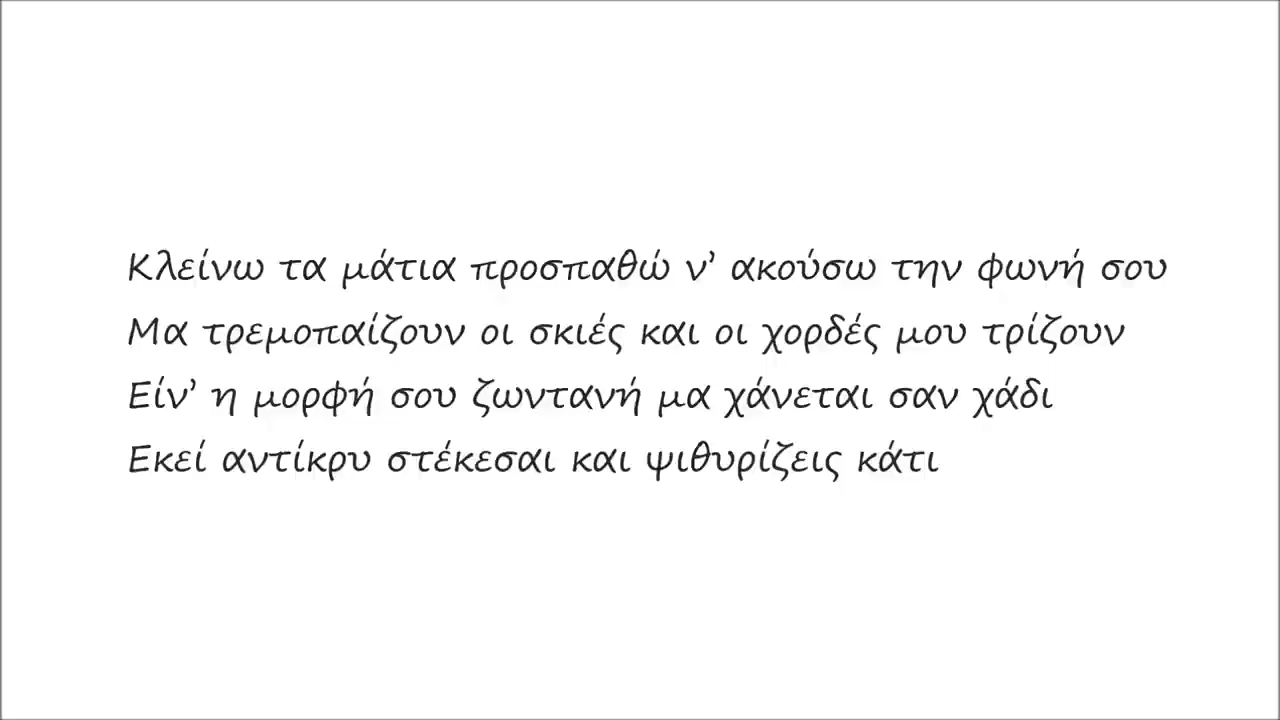 Κλείνω τα μάτια προσπαθώ ν’ ακούσω την φωνή σου
Μα τρεμοπαίζουν οι σκιές και οι χορδές μου τρίζουν
Είν’ η μορφή σου ζωντανή μα χάνεται σαν χάδι
Εκεί αντίκρυ στέκεσαι και ψιθυρίζεις κάτι